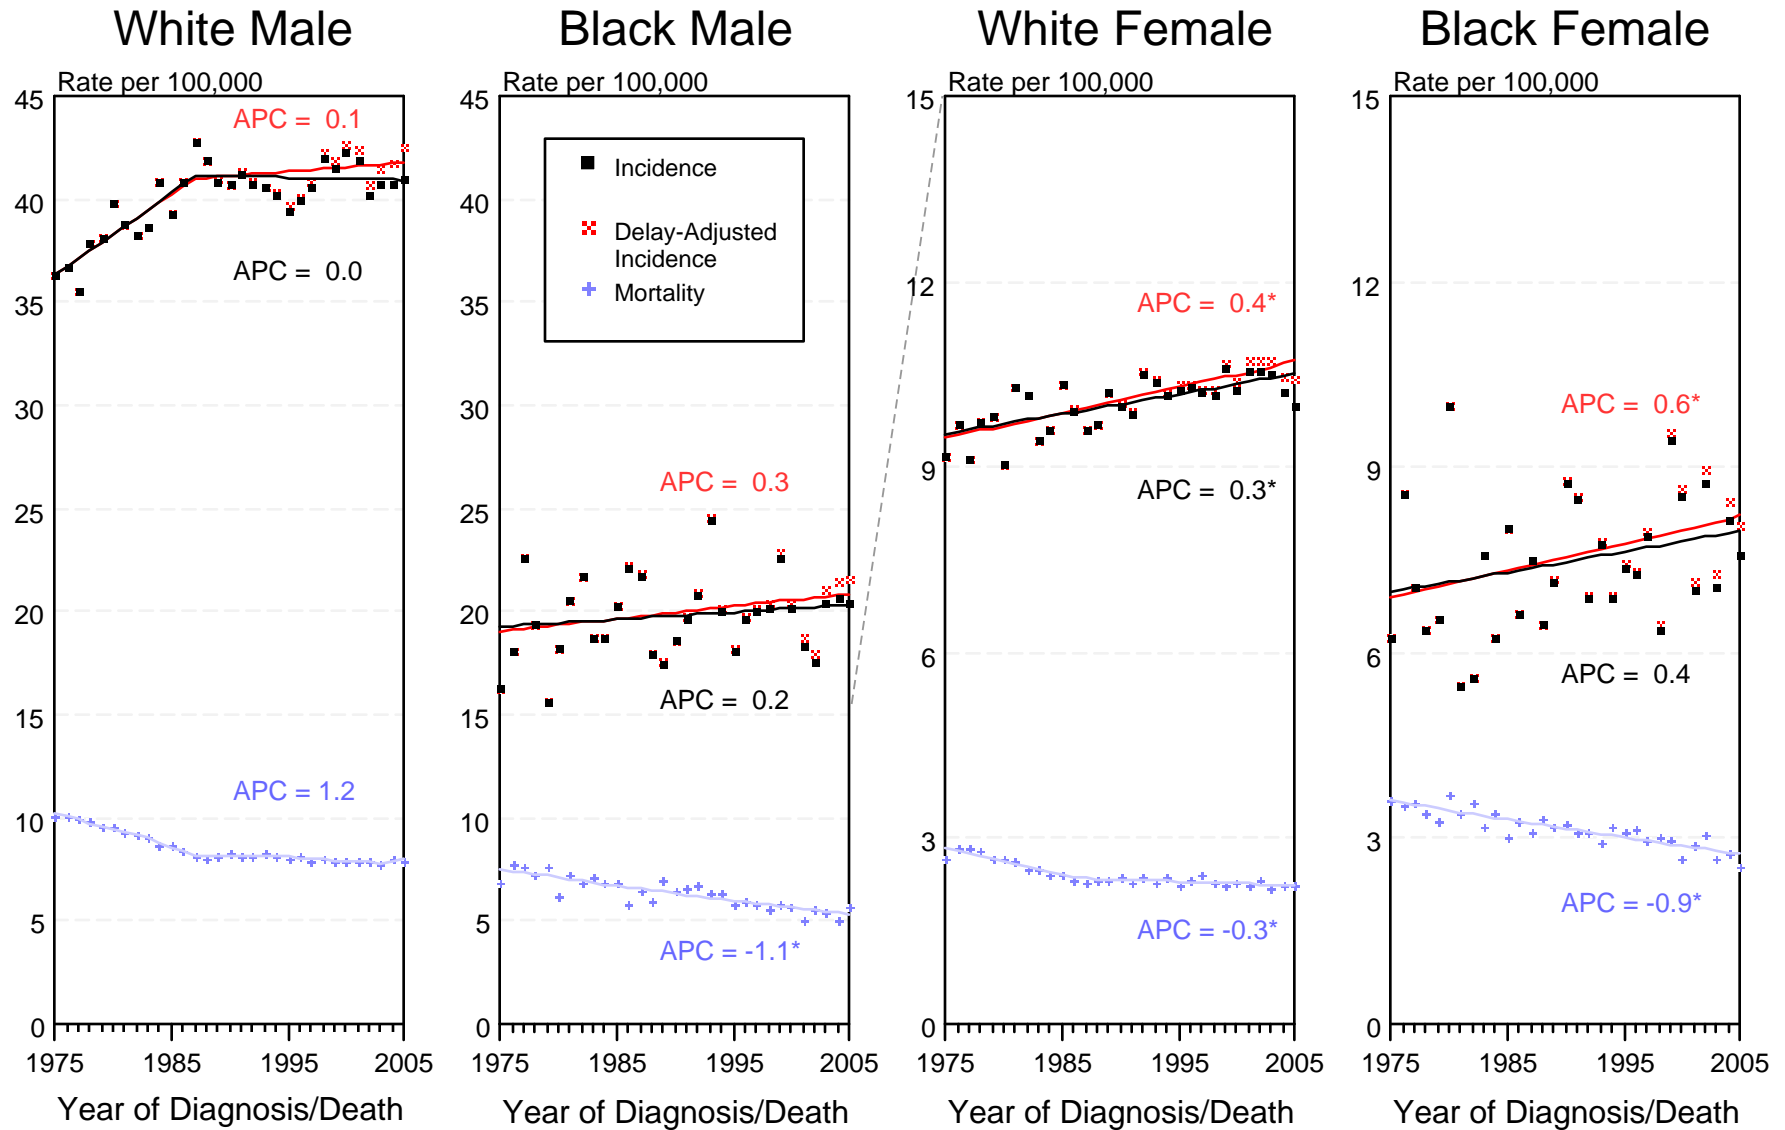 White Male
Black Male
White Female
Black Female
Rate per 100,000
Rate per 100,000
Rate per 100,000
Rate per 100,000
45
40
35
30
25
20
15
10
5
0
APC = 0.1
APC = 0.0
APC = 1.2
1975 1985 1995 2005
Year of Diagnosis/Death
45
40
35
30
25
20
15
10
5
0
Incidence
Delay-Adjusted
Incidence
Mortality
APC = 0.3
APC = 0.2
APC = -1.1*
1975 1985 1995 2005
Year of Diagnosis/Death
15
12
9
6
3
0
APC = 0.4*
APC = 0.3*
APC = -0.3*
1975 1985 1995 2005
Year of Diagnosis/Death
15
12
9
6
3
0
APC = 0.6*
APC = 0.4
APC = -0.9*
1975 1985 1995 2005
Year of Diagnosis/Death